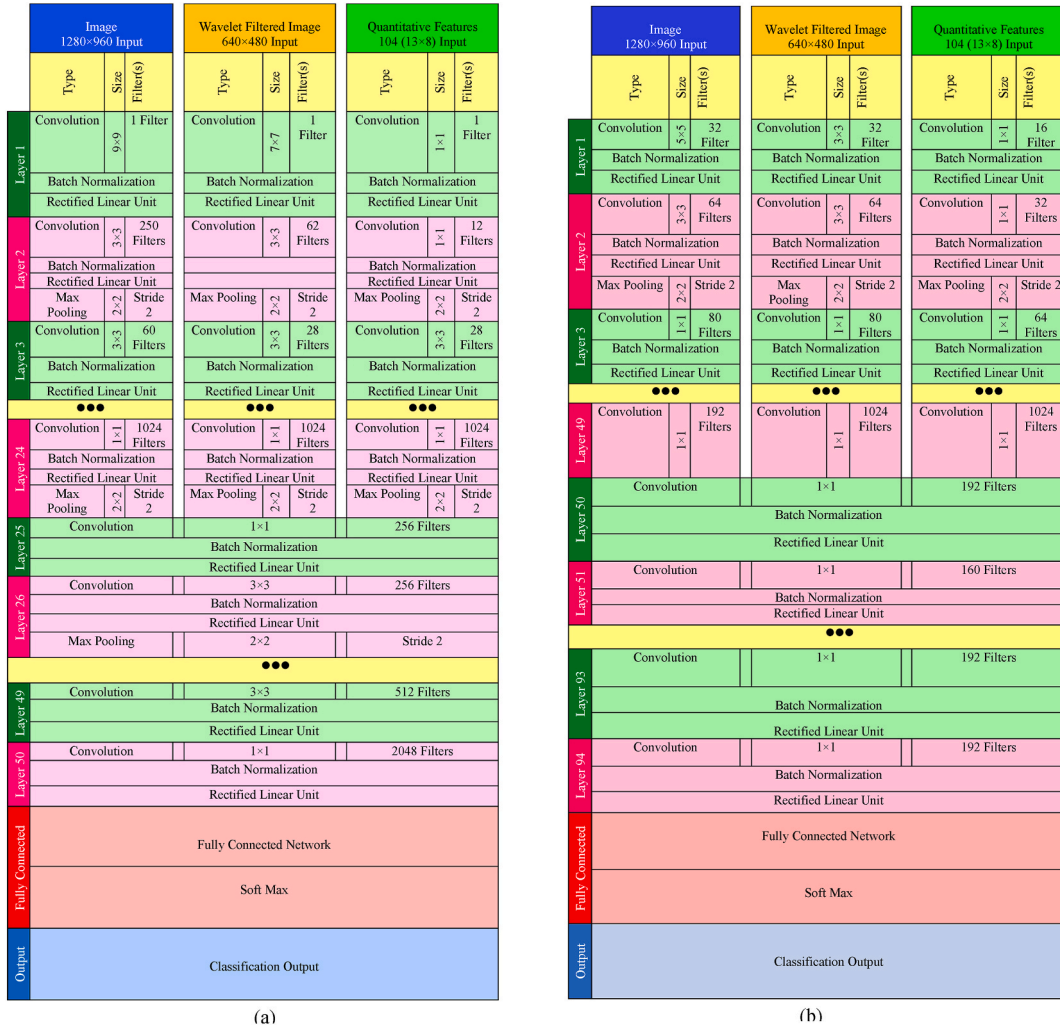 Image
1280×960 Input
Wavelet Filtered Image
640×480 Input
Quantitative Features
104 (13×8) Input
Type
Size
Filter(s)
Type
Size
Filter(s)
Type
Size
Filter(s)
Layer 1
Convolution
9×9
1 Filter
Convolution
7×7
1
Filter
Convolution
1×1
1
Filter
Batch Normalization
Batch Normalization
Batch Normalization
Rectified Linear Unit
Rectified Linear Unit
Rectified Linear Unit
Layer 2
Convolution
3×3
250
Filters
Convolution
3×3
62
Filters
Convolution
1×1
12
Filters
Batch Normalization
Batch Normalization
Rectified Linear Unit
Rectified Linear Unit
Max
Pooling
2×2
Stride
2
Max Pooling
2×2
Stride
2
Max Pooling
2×2
Stride
2
Layer 3
Convolution
3×3
60
Filters
Convolution
3×3
28
Filters
Convolution
3×3
28
Filters
Batch Normalization
Batch Normalization
Batch Normalization
Rectified Linear Unit
Rectified Linear Unit
Rectified Linear Unit
●●●
●●●
●●●
Layer 24
Convolution
1×1
1024
Filters
Convolution
1×1
1024
Filters
Convolution
1×1
1024
Filters
Batch Normalization
Batch Normalization
Batch Normalization
Rectified Linear Unit
Rectified Linear Unit
Rectified Linear Unit
Max
Pooling
2×2
Stride
2
Max Pooling
2×2
Stride
2
Max Pooling
2×2
Stride
2
Layer 25
Convolution
1×1
256 Filters
Batch Normalization
Rectified Linear Unit
Layer 26
Convolution
3×3
256 Filters
Batch Normalization
Rectified Linear Unit
Max Pooling
2×2
Stride 2
●●●
Layer 49
Convolution
3×3
512 Filters
Batch Normalization
Rectified Linear Unit
Layer 50
Convolution
1×1
2048 Filters
Batch Normalization
Rectified Linear Unit
Fully Connected
Fully Connected Network
Soft Max
Output
Classification Output
(a)
Image
1280×960 Input
Wavelet Filtered Image
640×480 Input
Quantitative Features
104 (13×8) Input
Type
Size
Filter(s)
Type
Size
Filter(s)
Type
Size
Filter(s)
Layer 1
Convolution
5×5
32
Filter
Convolution
3×3
32
Filter
Convolution
1×1
16
Filter
Batch Normalization
Batch Normalization
Batch Normalization
Rectified Linear Unit
Rectified Linear Unit
Rectified Linear Unit
Layer 2
Convolution
3×3
64
Filters
Convolution
3×3
64
Filters
Convolution
1×1
32
Filters
Batch Normalization
Batch Normalization
Batch Normalization
Rectified Linear Unit
Rectified Linear Unit
Rectified Linear Unit
Max Pooling
2×2
Stride 2
Max
Pooling
2×2
Stride 2
Max Pooling
2×2
Stride 2
Layer 3
Convolution
1×1
80
Filters
Convolution
1×1
80
Filters
Convolution
1×1
64
Filters
Batch Normalization
Batch Normalization
Batch Normalization
Rectified Linear Unit
Rectified Linear Unit
Rectified Linear Unit
●●●
●●●
●●●
Layer 49
Convolution
1×1
192
Filters
Convolution
1×1
1024
Filters
Convolution
1×1
1024
Filters
Layer 50
Convolution
1×1
192 Filters
Batch Normalization
Rectified Linear Unit
Layer 51
Convolution
1×1
160 Filters
Batch Normalization
Rectified Linear Unit
●●●
Layer 93
Convolution
1×1
192 Filters
Batch Normalization
Rectified Linear Unit
Layer 94
Convolution
1×1
192 Filters
Batch Normalization
Rectified Linear Unit
Fully Connected
Fully Connected Network
Soft Max
Output
Classification Output
(b)